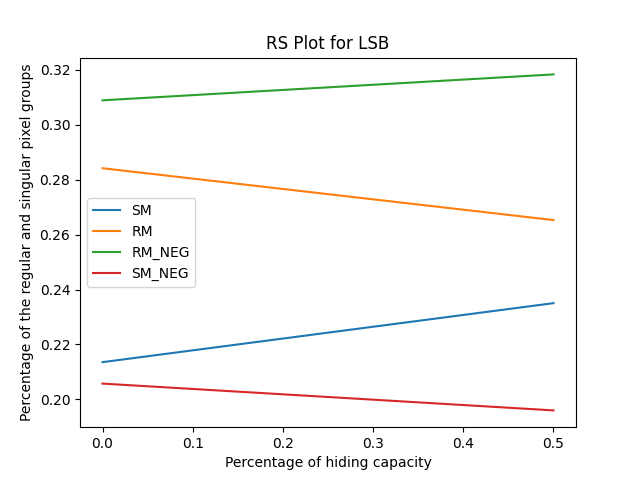 RS Plot for LSB
Percentage of the regular and singular pixel groups
0.32
0.30
0.28
0.26
0.24
0.22
0.20
SM
RM
RM_NEG
SM_NEG
0.0 0.1 0.2 0.3 0.4 0.5
Percentage of hiding capacity